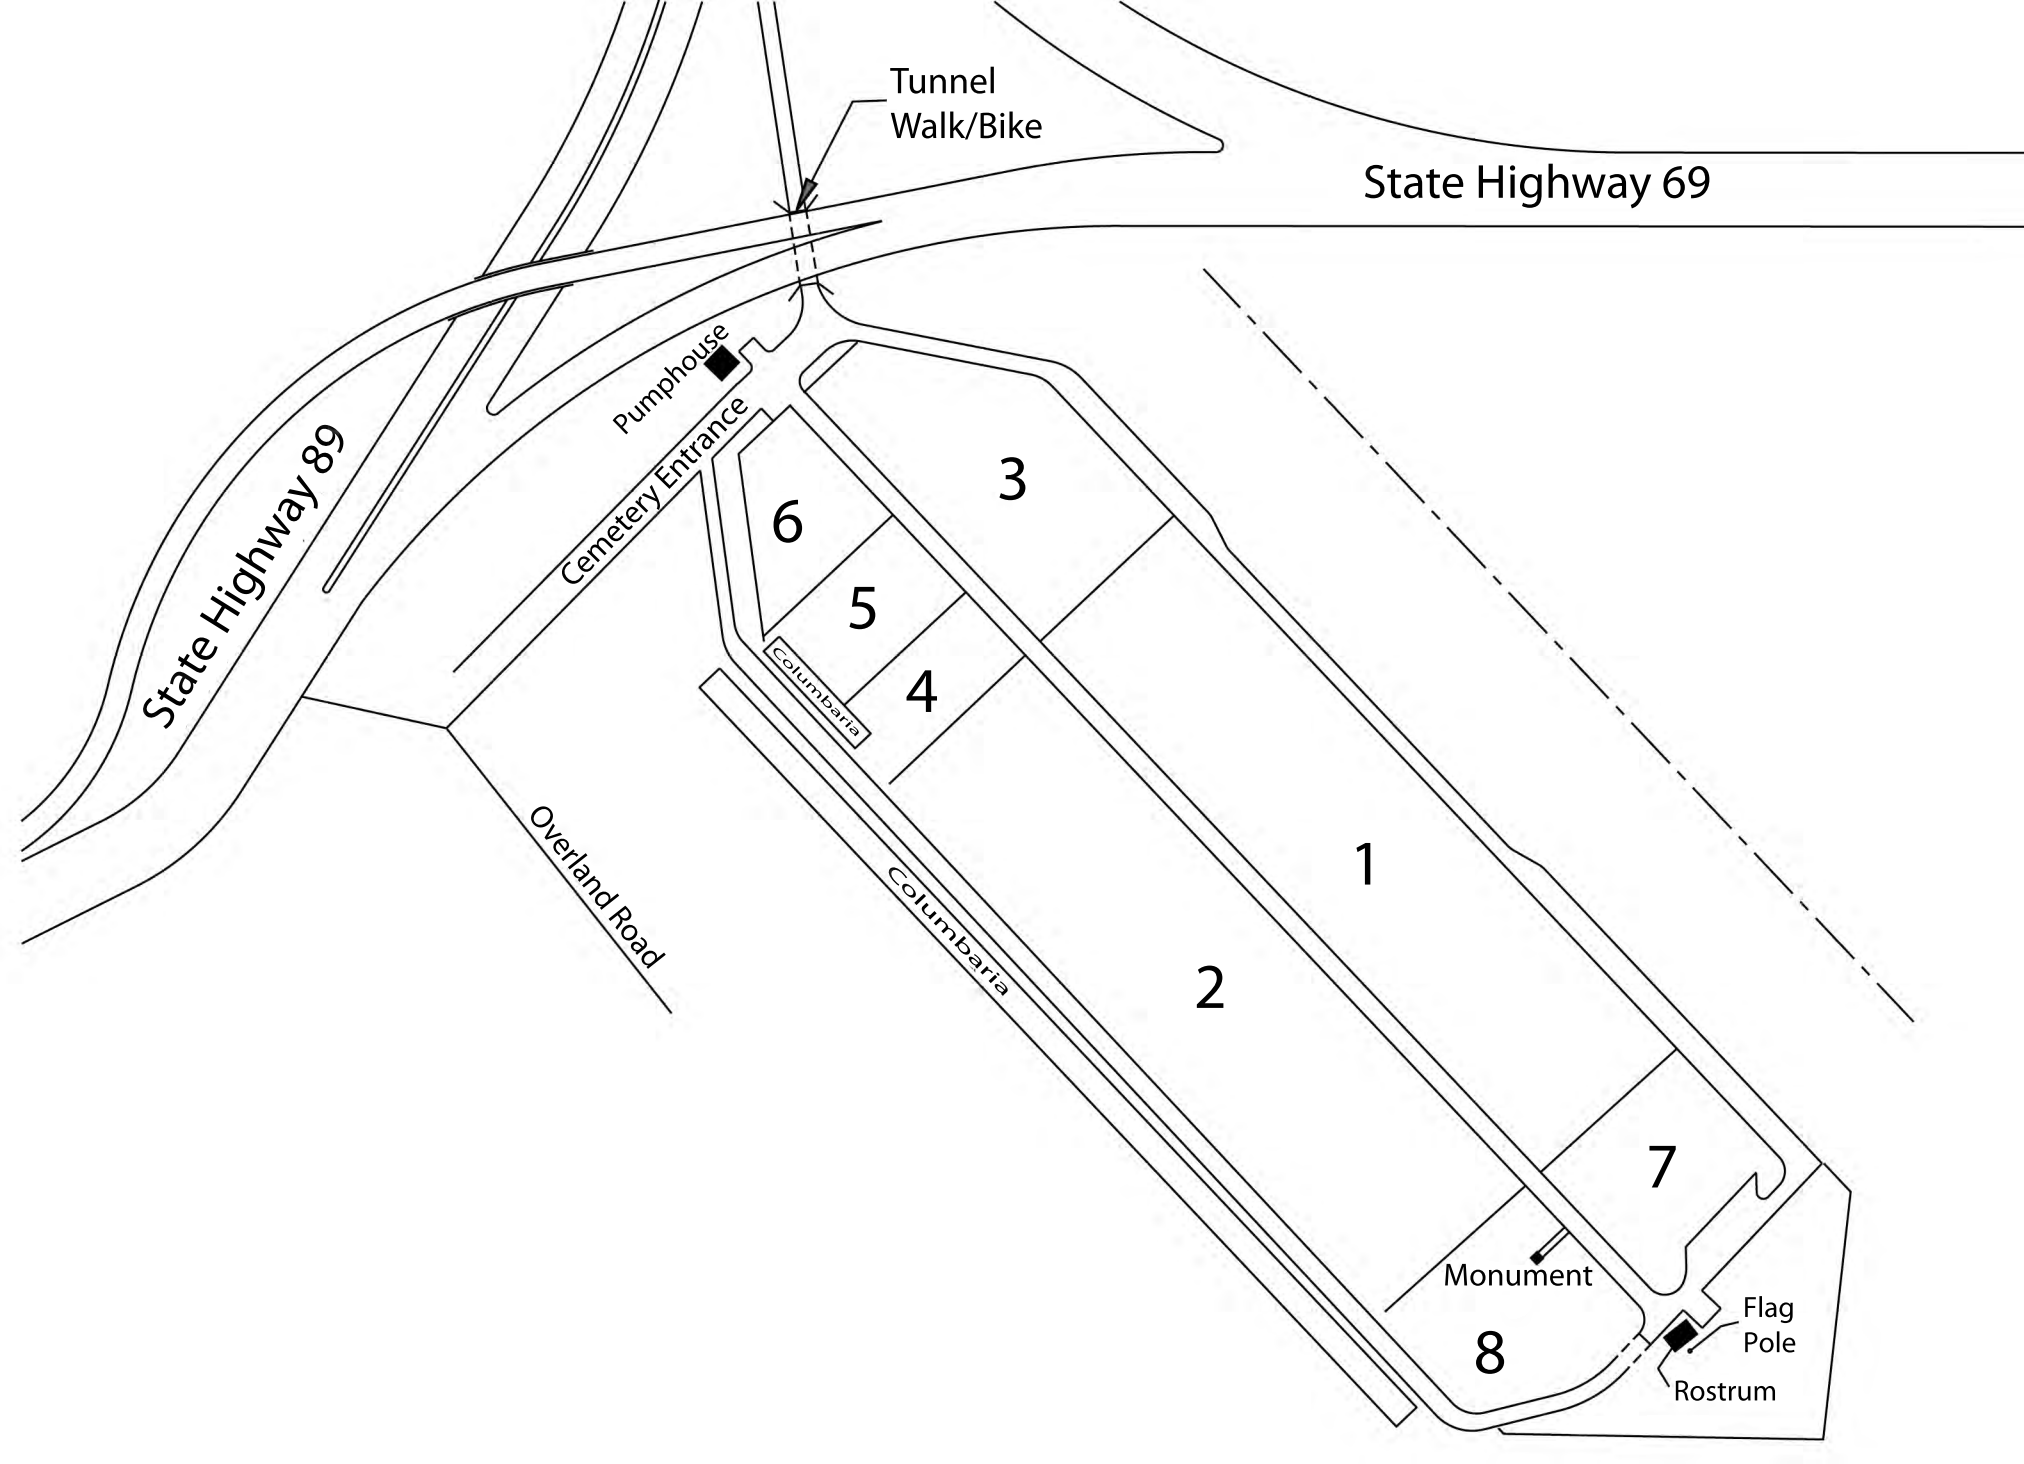 Tunnel
Walk/Bike
State Highway 69
Pumphouse
Cemetery Entrance
State Highway 89
3
6
5
Columbaria
4
Overland Road
1
Columbaria
2
7
Monument
Flag
Pole
8
Rostrum